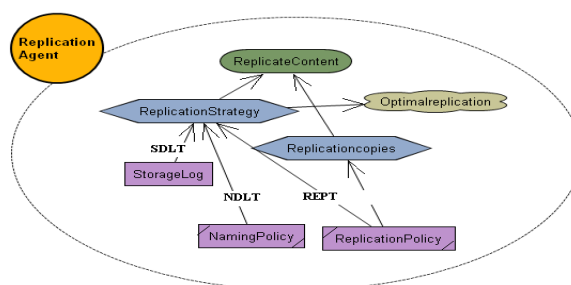 Replication
Agent
ReplicateContent
Optimalreplication
ReplicationStrategy
Replicationcopies
SDLT
StorageLog
NDLT
REPT
NamingPolicy
ReplicationPolicy